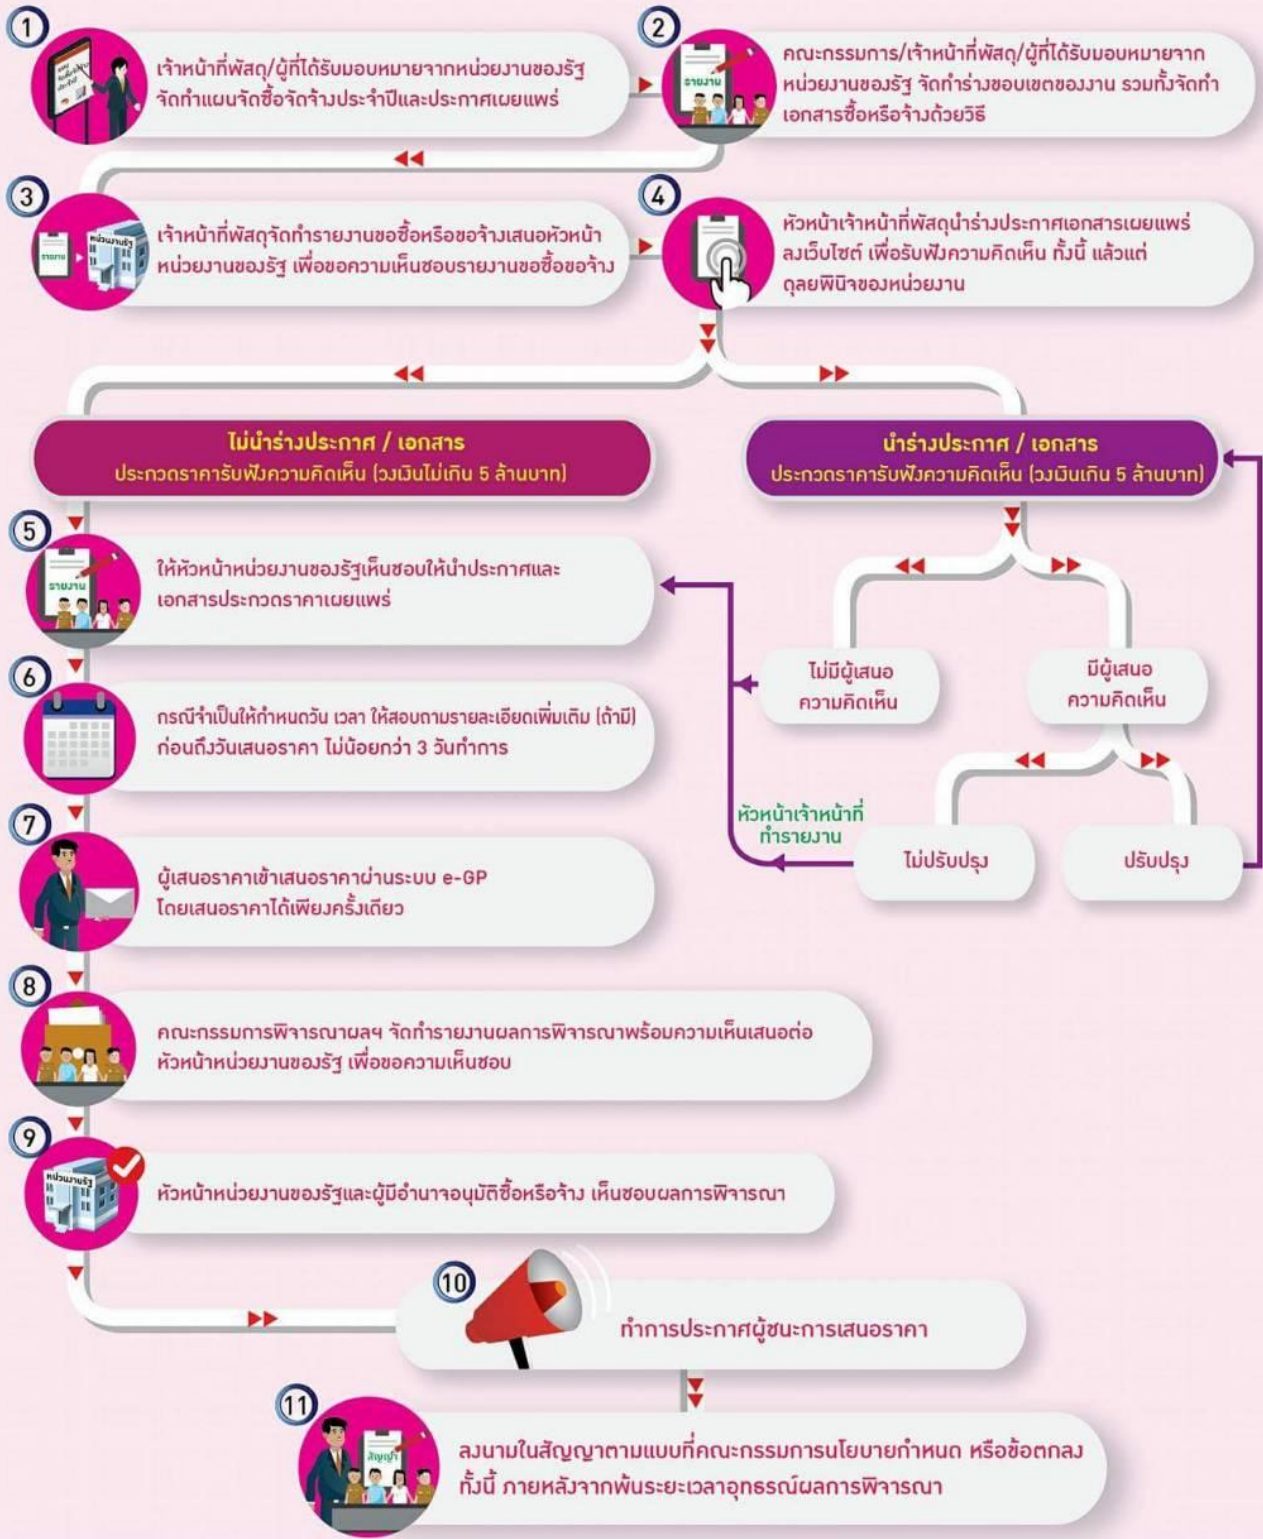 1
เจ้าหน้าที่พัสดุ/ผู้ที่ได้รับมอบหมายจากหน่วยงานของรัฐ
จัดทำแผนจัดซื้อจัดจ้างประจำปีและประกาศเผยแพร่
2
รายงาน
คณะกรรมการ/เจ้าหน้าที่พัสดุ/ผู้ที่ได้รับมอบหมายจาก
หน่วยงานของรัฐ จัดทำร่างขอบเขตของงาน รวมทั้งจัดทำ
เอกสารซื้อหรือจ้างด้วยวิธี
3
รายงาน
หน่วยงานรัฐ
เจ้าหน้าที่พัสดุจัดทำรายงานขอซื้อหรือขอจ้างเสนอหัวหน้า
หน่วยงานของรัฐ เพื่อขอความเห็นชอบรายงานขอซื้อขอจ้าง
4
หัวหน้าเจ้าหน้าที่พัสดุนำร่างประกาศเอกสารเผยแพร่
ลงเว็บไซต์ เพื่อรับฟังความคิดเห็น ทั้งนี้ แล้วแต่
ดุลยพินิจของหน่วยงาน
ไม่นำร่างประกาศ / เอกสาร
ประกวดราคารับฟังความคิดเห็น (วงเงินไม่เกิน 5 ล้านบาท)
นำร่างประกาศ / เอกสาร
ประกวดราคารับฟังความคิดเห็น (วงเงินเกิน 5 ล้านบาท)
5
รายงาน
ให้หัวหน้าหน่วยงานของรัฐเห็นชอบให้นำประกาศและ
เอกสารประกวดราคาเผยแพร่
ไม่มีผู้เสนอ
ความคิดเห็น
มีผู้เสนอ
ความคิดเห็น
6
กรณีจำเป็นให้กำหนดวัน เวลา ให้สอบถามรายละเอียดเพิ่มเติม (ถ้ามี)
ก่อนถึงวันเสนอราคา ไม่น้อยกว่า 3 วันทำการ
หัวหน้าเจ้าหน้าที่
ทำรายงาน
ไม่ปรับปรุง
ปรับปรุง
7
ผู้เสนอราคาเข้าเสนอราคาผ่านระบบ e-GP
โดยเสนอราคาได้เพียงครั้งเดียว
8
คณะกรรมการพิจารณาผลฯ จัดทำรายงานผลการพิจารณาพร้อมความเห็นเสนอต่อ
หัวหน้าหน่วยงานของรัฐ เพื่อขอความเห็นชอบ
9
หน่วยงานรัฐ
หัวหน้าหน่วยงานของรัฐและผู้มีอำนาจอนุมัติซื้อหรือจ้าง เห็นชอบผลการพิจารณา
10
ทำการประกาศผู้ชนะการเสนอราคา
11
สัญญา
ลงนามในสัญญาตามแบบที่คณะกรรมการนโยบายกำหนด หรือข้อตกลง
ทั้งนี้ ภายหลังจากพ้นระยะเวลาอุทธรณ์ผลการพิจารณา